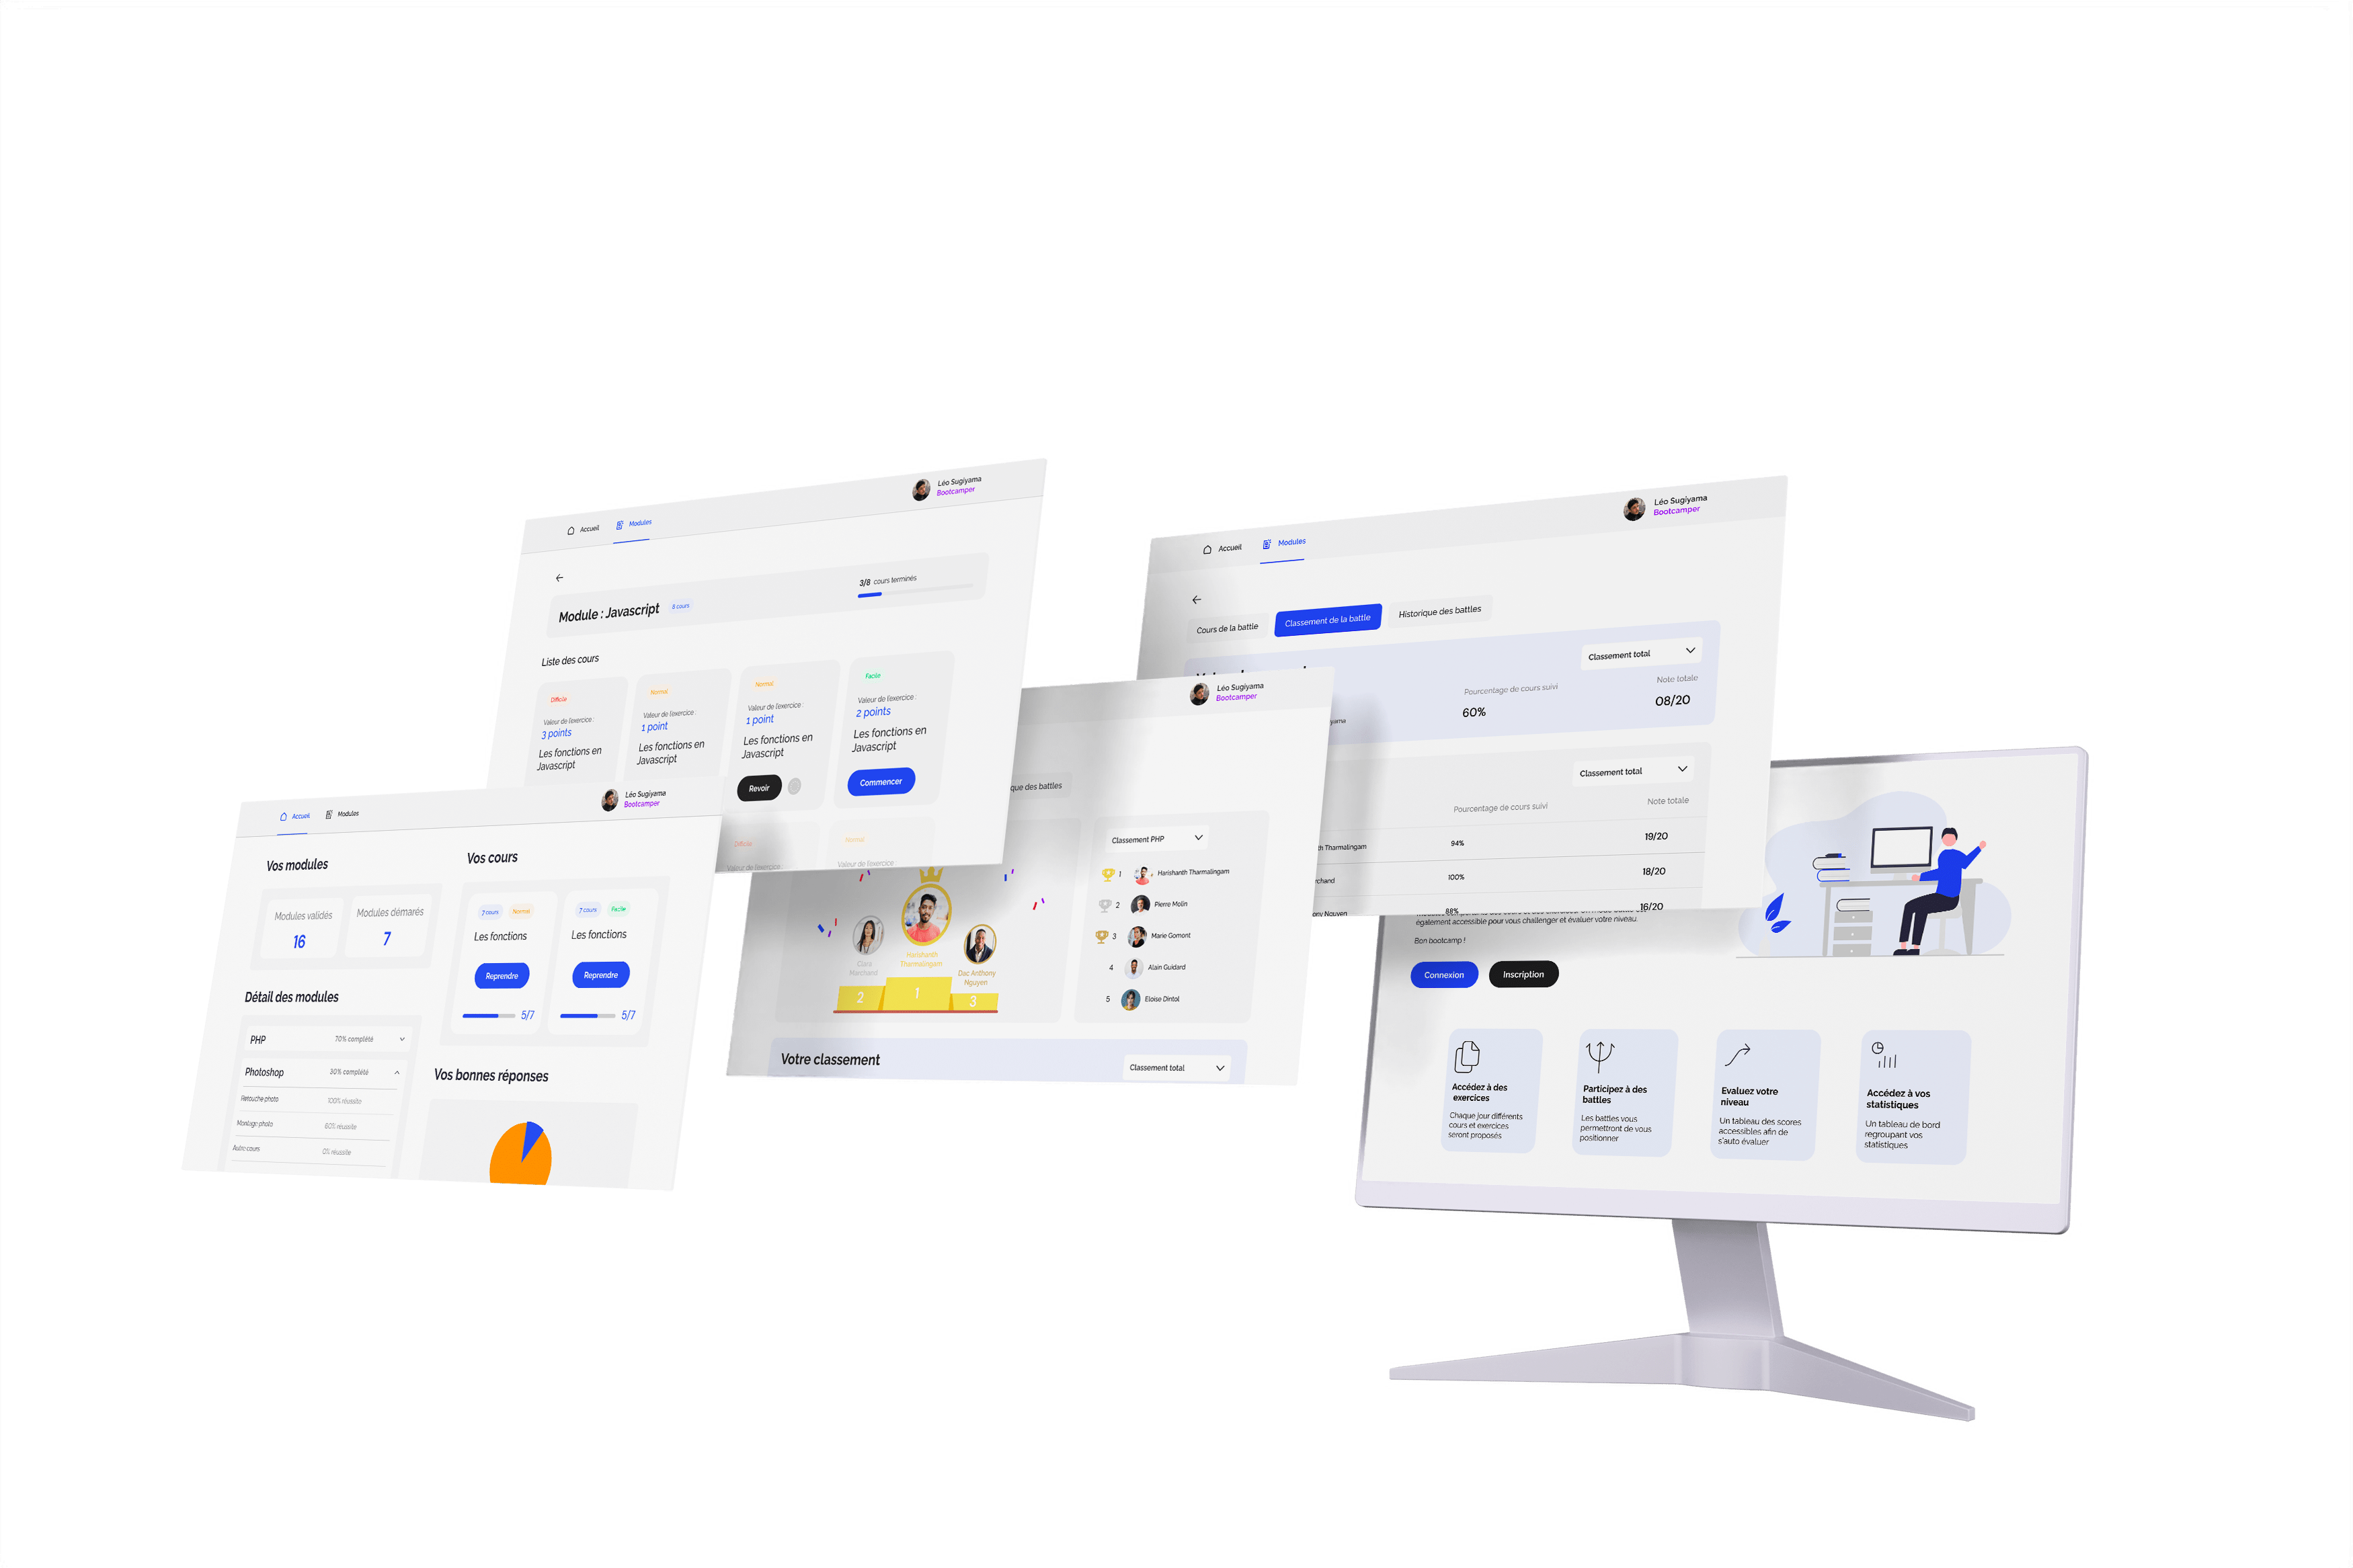 Accueil
Modules
Léo Sugiyama
Bootcamper
Module : Javascript
8 cours
3/8 cours terminés
Liste des cours
Difficile
Valeur de l'exercice :
3 points
Les fonctions en
Javascript
Normal
Valeur de l'exercice :
1 point
Les fonctions en
Javascript
Normal
Valeur de l'exercice :
1 point
Les fonctions en
Javascript
Revoir
Facile
Valeur de l'exercice :
2 points
Les fonctions en
Javascript
Commencer
Difficile
Valeur de l'exercice
Normal
Valeur de l'exercice
Accueil
Modules
Léo Sugiyama
Bootcamper
Cours de la battle
Classement de la battle
Historique des battles
Classement total
Pourcentage de cours suivi
60%
Note totale
08/20
Classement total
Pourcentage de cours suivi
Note totale
Tharmalingam
94%
19/20
100%
18/20
88%
16/20
Accueil
Modules
Léo Sugiyama
Bootcamper
Vos modules
Modules validés
16
Modules démarés
7
Détail des modules
PHP
70% complété
Photoshop
30% complété
Retouche photo
100% réussite
Montage photo
60% réussite
Autre cours
0% réussite
Vos cours
7 cours
Normal
Les fonctions
Reprendre
5/7
7 cours
Facile
Les fonctions
Reprendre
5/7
Vos bonnes réponses
Léo Sugiyama
Bootcamper
des battles
Clara
Marchand
Harishanth
Tharmalingam
Dac Anthony
Nguyen
2
1
3
Classement PHP
1
Harishanth Tharmalingam
2
Pierre Molin
3
Marie Gomont
4
Alain Guidard
5
Eloïse Dintol
Votre classement
Classement total
également accessible pour vous challenger et évaluer votre niveau.
Bon bootcamp !
Connexion
Inscription
Accédez à des
exercices
Chaque jour différents
cours et exercices
seront proposés
Participez à des
battles
Les battles vous
permettront de vous
positionner
Evaluez votre
niveau
Un tableau des scores
accessibles afin de
s'auto évaluer
Accédez à vos
statistiques
Un tableau de bord
regroupant vos
statistiques